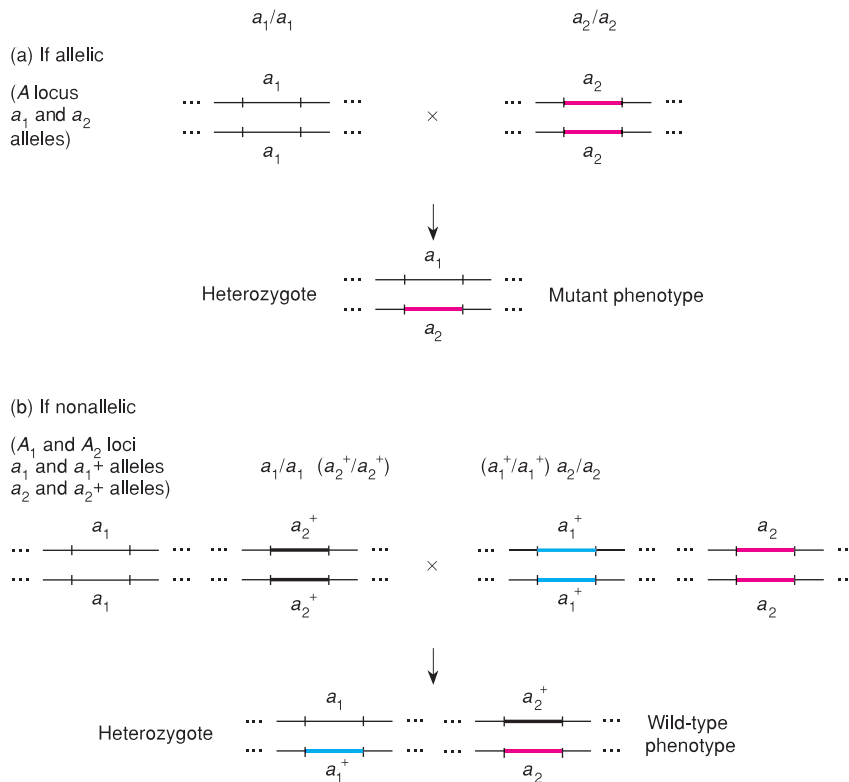 a₁/a₁ a₂/a₂
(a) If allelic
(A locus
a₁ and a₂
alleles)
a₁ a₂
... ... ... ...
×
... ... ... ...
a₁ a₂
a₁
... ...
Heterozygote Mutant phenotype
... ...
a₂
(b) If nonallelic
(A₁ and A₂ loci
a₁ and a₁+ alleles
a₂ and a₂+ alleles)
a₁/a₁ (a₂⁺/a₂⁺) (a₁⁺/a₁⁺) a₂/a₂
a₁ a₂⁺ a₁⁺ a₂
... ... ... ... ... ... ... ...
×
... ... ... ... ... ... ... ...
a₁ a₂⁺ a₁⁺ a₂
a₁ a₂⁺
... ... ... ...
Heterozygote Wild-type
phenotype
... ... ... ...
a₁⁺ a₂